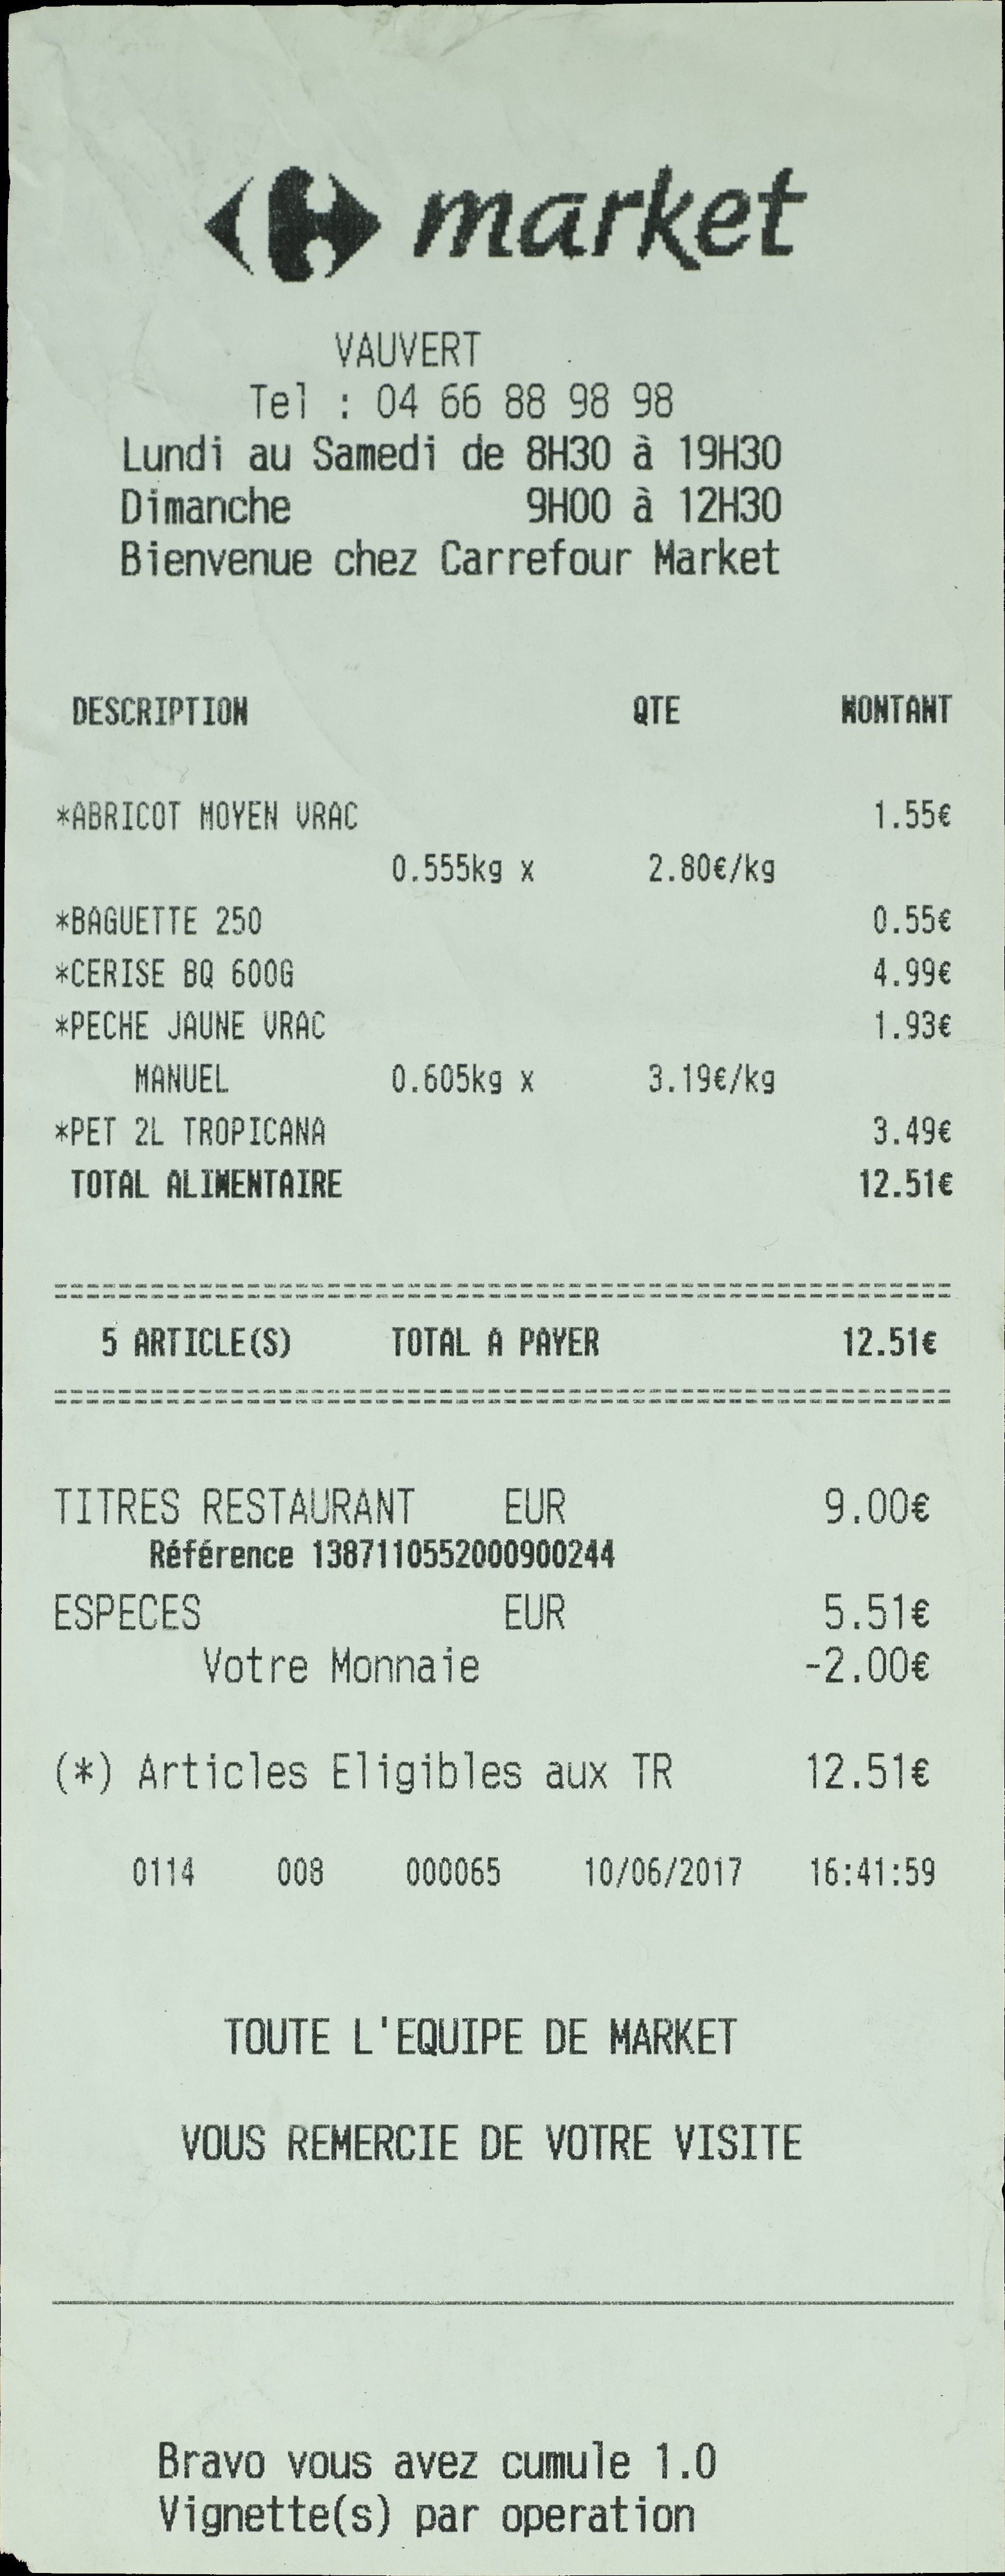 market
VAUVERT
Tel : 04 66 88 98 98
Lundi au Samedi de 8H30 à 19H30
Dimanche 9H00 à 12H30
Bienvenue chez Carrefour Market
DESCRIPTION QTE MONTANT
*ABRICOT MOYEN VRAC 1.55€
0.555kg x 2.80€/kg
*BAGUETTE 250 0.55€
*CERISE BQ 600G 4.99€
*PECHE JAUNE VRAC 1.93€
MANUEL 0.605kg x 3.19€/kg
*PET 2L TROPICANA 3.49€
TOTAL ALIMENTAIRE 12.51€
5 ARTICLE(S) TOTAL A PAYER 12.51€
TITRES RESTAURANT EUR 9.00€
Référence 1387110552000900244
ESPECES EUR 5.51€
Votre Monnaie -2.00€
(*) Articles Eligibles aux TR 12.51€
0114 008 000065 10/06/2017 16:41:59
TOUTE L'EQUIPE DE MARKET
VOUS REMERCIE DE VOTRE VISITE
Bravo vous avez cumule 1.0
Vignette(s) par operation